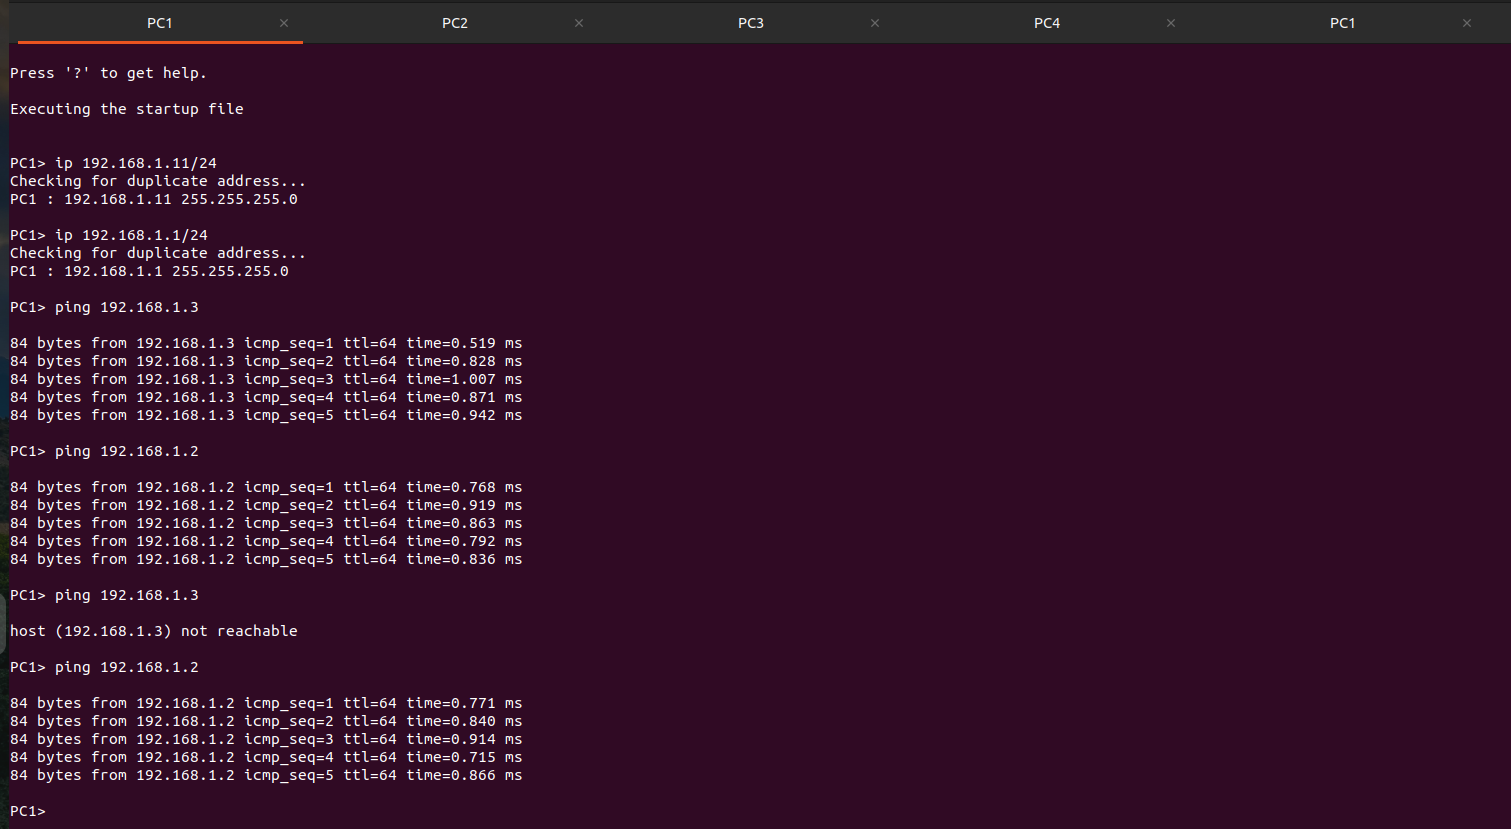 PC1 × PC2 × PC3 × PC4 × PC1 ×
Press '?' to get help.
Executing the startup file
PC1> ip 192.168.1.11/24
Checking for duplicate address...
PC1 : 192.168.1.11 255.255.255.0
PC1> ip 192.168.1.1/24
Checking for duplicate address...
PC1 : 192.168.1.1 255.255.255.0
PC1> ping 192.168.1.3
84 bytes from 192.168.1.3 icmp_seq=1 ttl=64 time=0.519 ms
84 bytes from 192.168.1.3 icmp_seq=2 ttl=64 time=0.828 ms
84 bytes from 192.168.1.3 icmp_seq=3 ttl=64 time=1.007 ms
84 bytes from 192.168.1.3 icmp_seq=4 ttl=64 time=0.871 ms
84 bytes from 192.168.1.3 icmp_seq=5 ttl=64 time=0.942 ms
PC1> ping 192.168.1.2
84 bytes from 192.168.1.2 icmp_seq=1 ttl=64 time=0.768 ms
84 bytes from 192.168.1.2 icmp_seq=2 ttl=64 time=0.919 ms
84 bytes from 192.168.1.2 icmp_seq=3 ttl=64 time=0.863 ms
84 bytes from 192.168.1.2 icmp_seq=4 ttl=64 time=0.792 ms
84 bytes from 192.168.1.2 icmp_seq=5 ttl=64 time=0.836 ms
PC1> ping 192.168.1.3
host (192.168.1.3) not reachable
PC1> ping 192.168.1.2
84 bytes from 192.168.1.2 icmp_seq=1 ttl=64 time=0.771 ms
84 bytes from 192.168.1.2 icmp_seq=2 ttl=64 time=0.840 ms
84 bytes from 192.168.1.2 icmp_seq=3 ttl=64 time=0.914 ms
84 bytes from 192.168.1.2 icmp_seq=4 ttl=64 time=0.715 ms
84 bytes from 192.168.1.2 icmp_seq=5 ttl=64 time=0.866 ms
PC1>